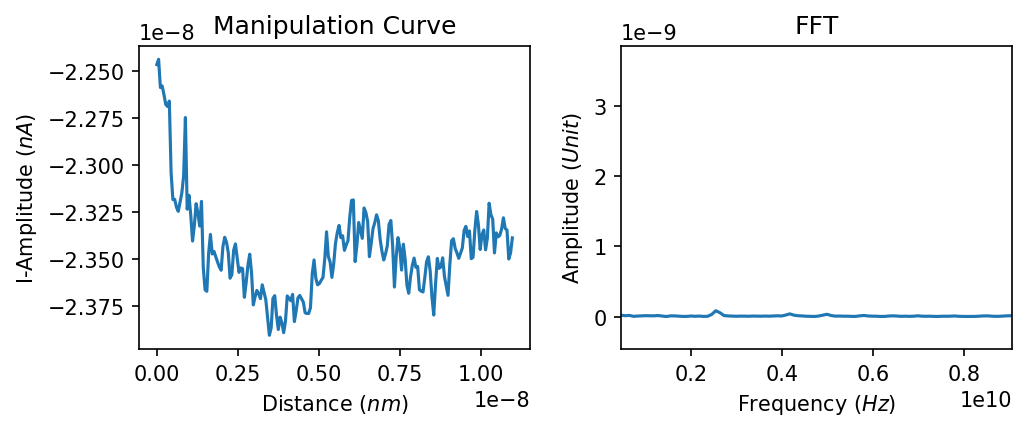 Manipulation Curve
1e−8
−2.250
−2.275
−2.300
−2.325
−2.350
−2.375
I-Amplitude (nA)
0.00 0.25 0.50 0.75 1.00
1e−8
Distance (nm)
FFT
1e−9
3
2
1
0
Amplitude (Unit)
0.2 0.4 0.6 0.8
1e10
Frequency (Hz)